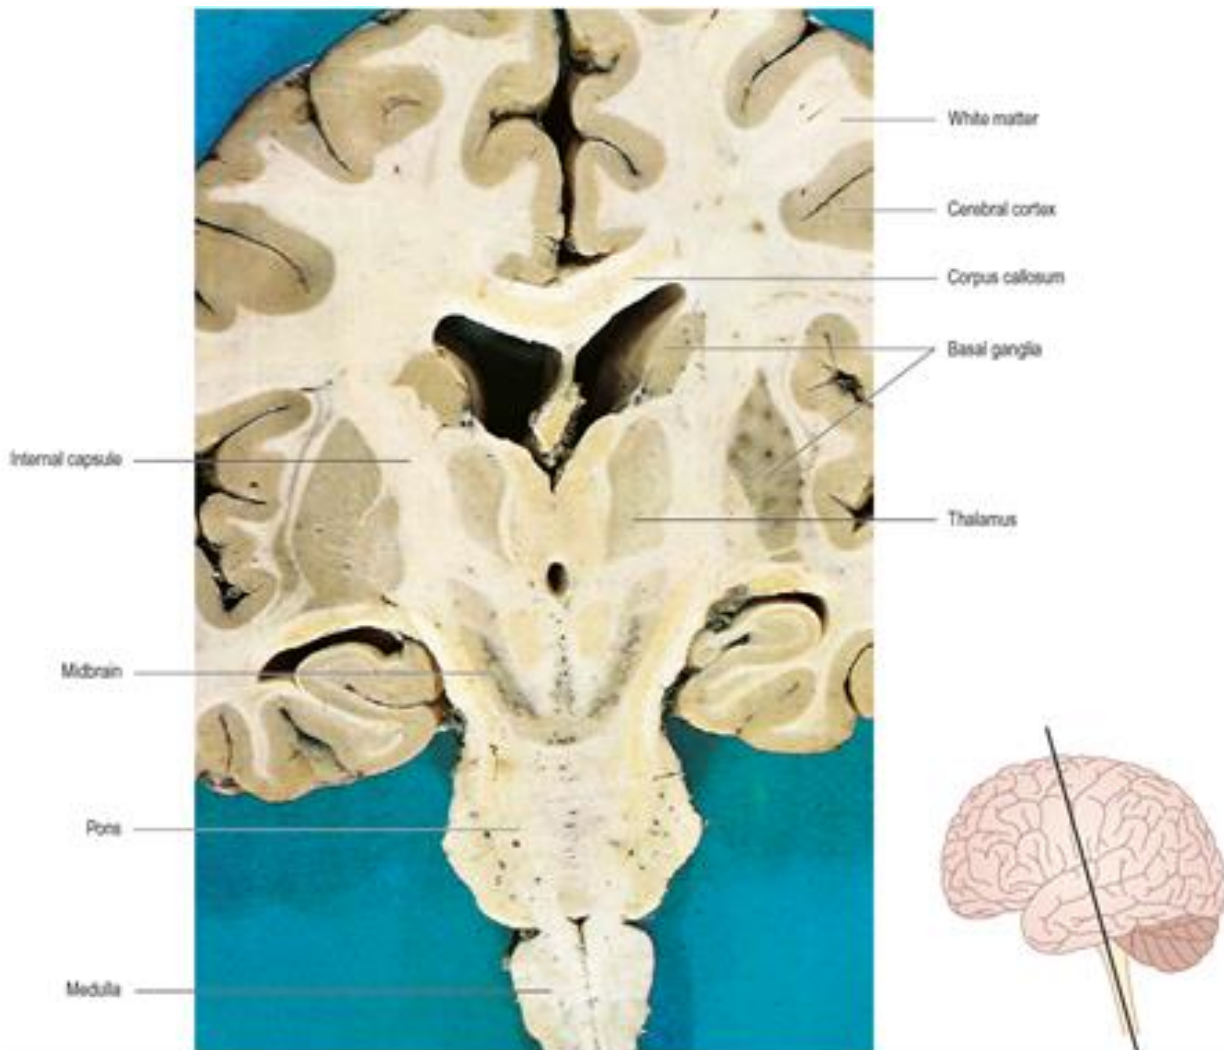 White matter
Cerebral cortex
Corpus callosum
Basal ganglia
Internal capsule
Thalamus
Midbrain
Pons
Medulla